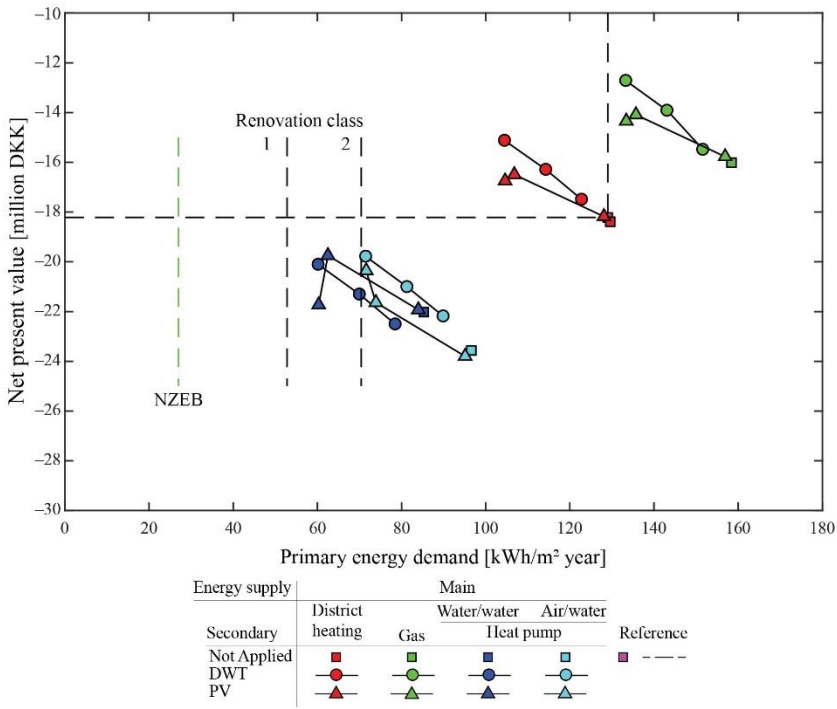 −10
−12
−14
−16
−18
−20
−22
−24
−26
−28
−30
Net present value [million DKK]
Renovation class
1 2
NZEB
0 20 40 60 80 100 120 140 160 180
Primary energy demand [kWh/m² year]
Energy supply Main
District heating Gas Water/water Air/water
Heat pump
Secondary Reference
Not Applied
DWT
PV